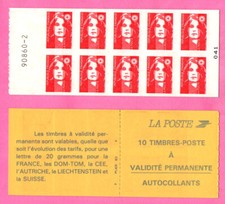 90860-2
041
Les timbres à validité per-
manente sont valables, quelle que
soit l'évolution des tarifs, pour une
lettre de 20 grammes pour la
FRANCE, les DOM-TOM, la CEE,
l'AUTRICHE, le LIECHTENSTEIN et
la SUISSE.
LA POSTE
10 TIMBRES-POSTE
À
VALIDITÉ PERMANENTE
AUTOCOLLANTS